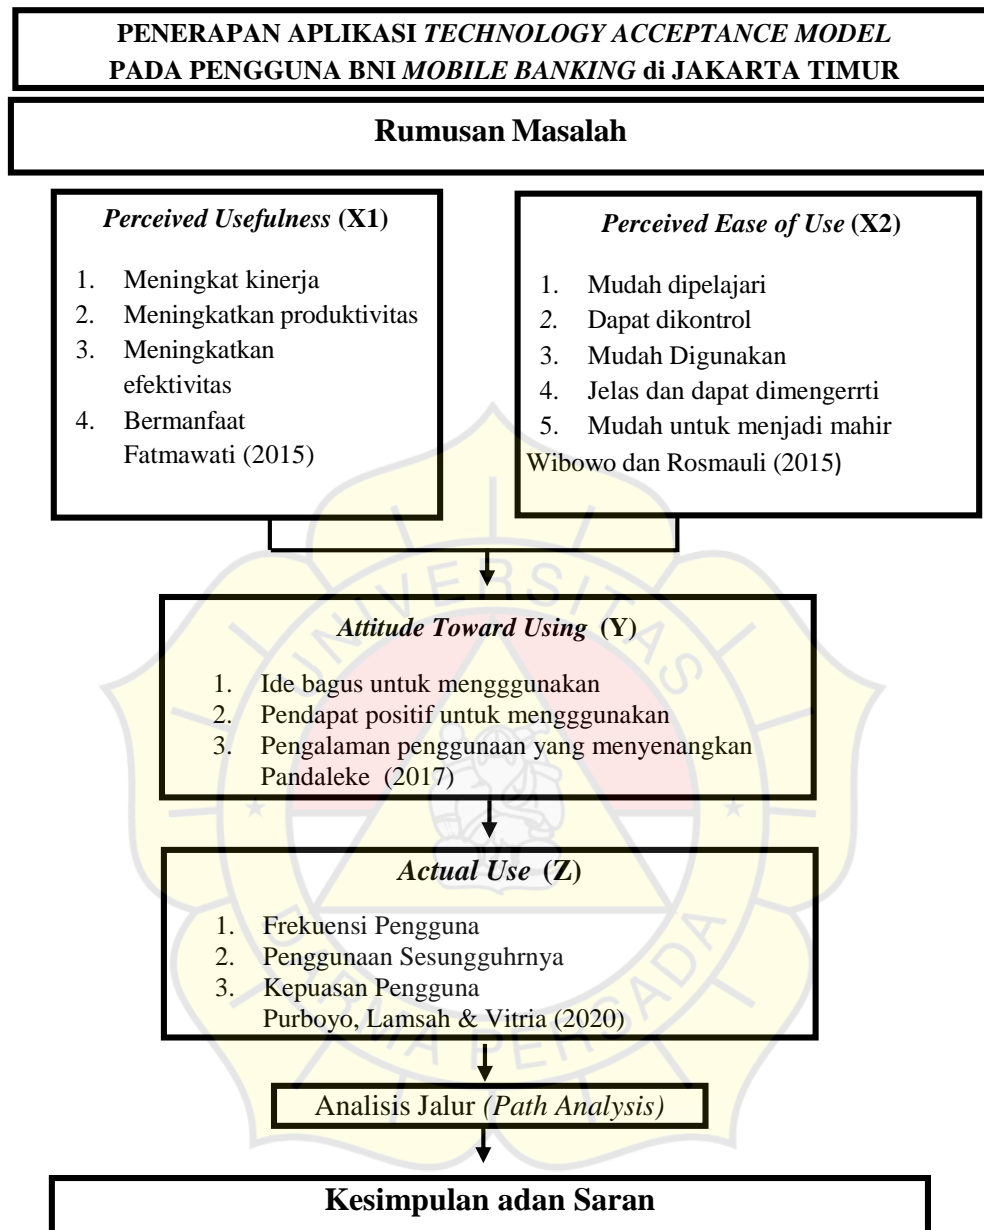 PENERAPAN APLIKASI TECHNOLOGY ACCEPTANCE MODEL
PADA PENGGUNA BNI MOBILE BANKING di JAKARTA TIMUR
Rumusan Masalah
Perceived Usefulness (X1)
1. Meningkat kinerja
2. Meningkatkan produktivitas
3. Meningkatkan
efektivitas
4. Bermanfaat
Fatmawati (2015)
Perceived Ease of Use (X2)
1. Mudah dipelajari
2. Dapat dikontrol
3. Mudah Digunakan
4. Jelas dan dapat dimengerrti
5. Mudah untuk menjadi mahir
Wibowo dan Rosmauli (2015)
Attitude Toward Using (Y)
1. Ide bagus untuk mengggunakan
2. Pendapat positif untuk mengggunakan
3. Pengalaman penggunaan yang menyenangkan
Pandaleke (2017)
Actual Use (Z)
1. Frekuensi Pengguna
2. Penggunaan Sesungguhrnya
3. Kepuasan Pengguna
Purboyo, Lamsah & Vitria (2020)
Analisis Jalur (Path Analysis)
Kesimpulan adan Saran
UNIVERSITAS
DARMA PERSADA